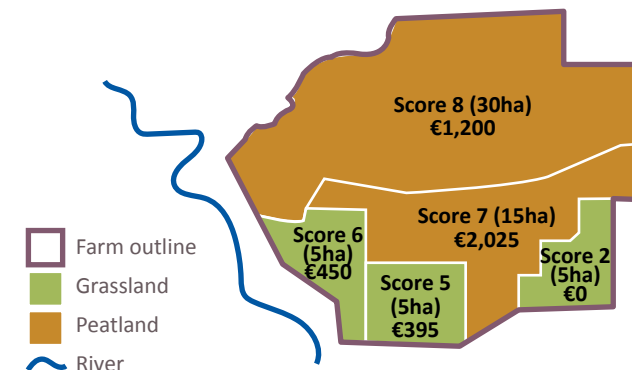 Score 8 (30ha)
€1,200
Score 7 (15ha)
€2,025
Score 6
(5ha)
€450
Score 5
(5ha)
€395
Score 2
(5ha)
€0
Farm outline
Grassland
Peatland
River